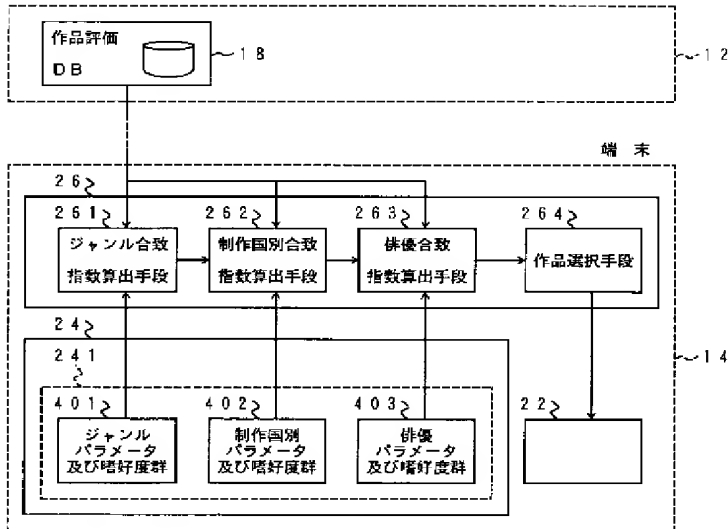 作品評価
DB
18
12
端末
26
261
262
263
264
ジャンル合致
指数算出手段
制作国別合致
指数算出手段
俳優合致
指数算出手段
作品選択手段
24
241
14
401
402
403
22
ジャンル
パラメータ
及び嗜好度群
制作国別
パラメータ
及び嗜好度群
俳優
パラメータ
及び嗜好度群